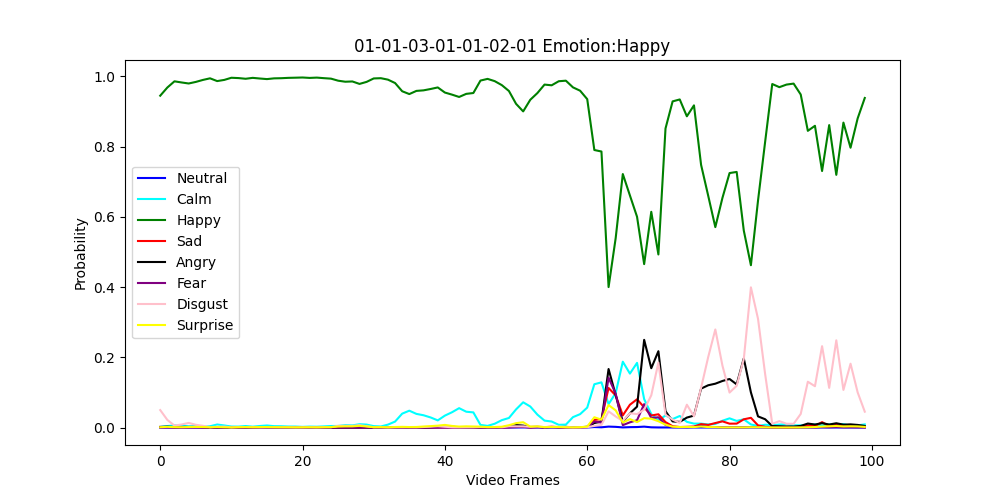 01-01-03-01-01-02-01 Emotion:Happy
1.0
0.8
0.6
0.4
0.2
0.0
Probability
Neutral
Calm
Happy
Sad
Angry
Fear
Disgust
Surprise
0 20 40 60 80 100
Video Frames